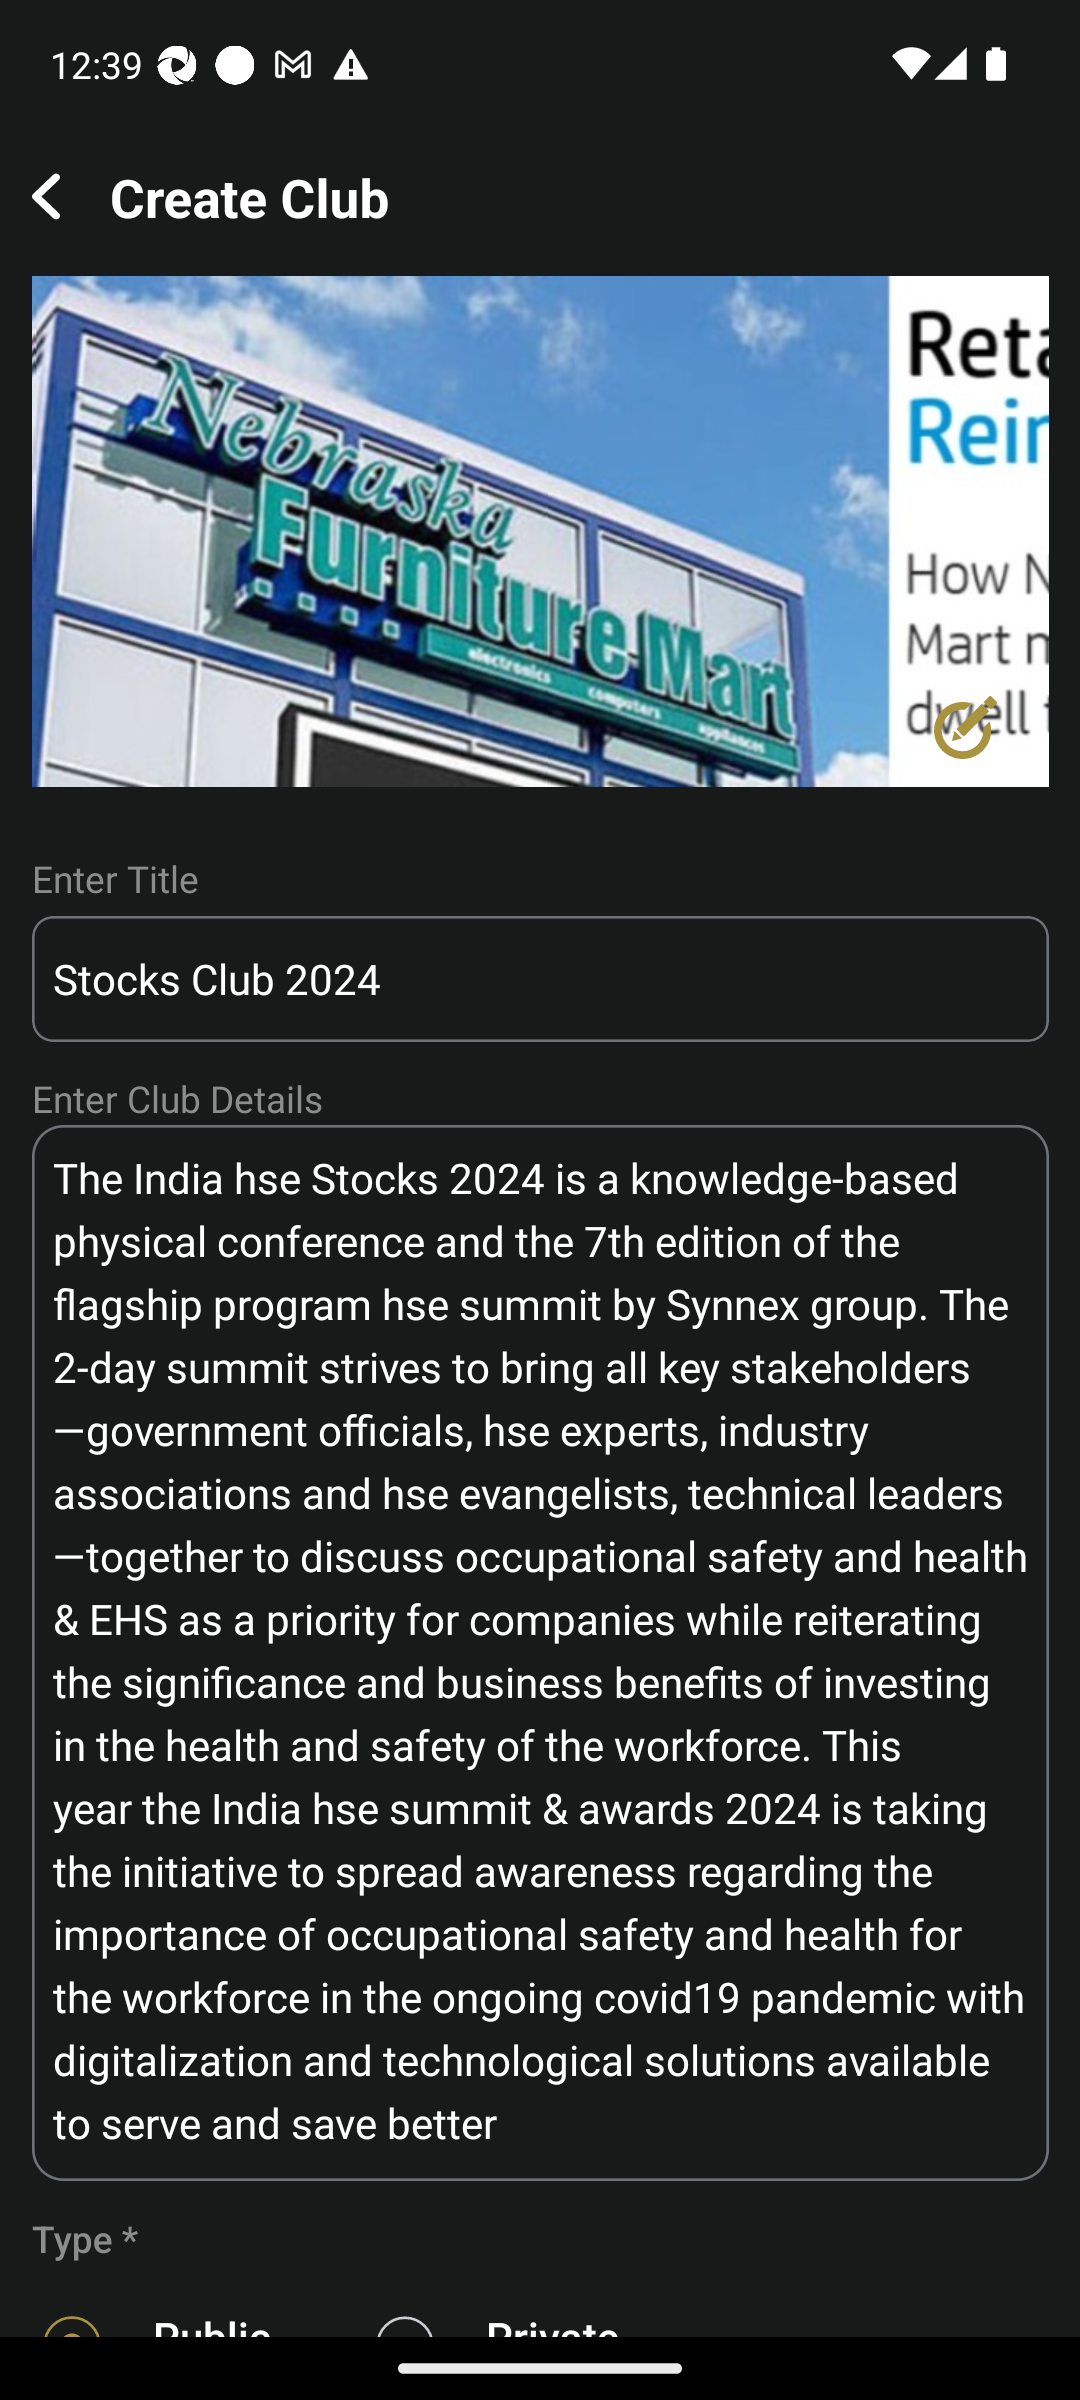 12:39
Create Club
Nebraska
Furniture Mart
electronics computers appliances
Reta
Rein
How N
Mart m
dwell t
Enter Title
Stocks Club 2024
Enter Club Details
The India hse Stocks 2024 is a knowledge-based
physical conference and the 7th edition of the
flagship program hse summit by Synnex group. The
2-day summit strives to bring all key stakeholders
—government officials, hse experts, industry
associations and hse evangelists, technical leaders
—together to discuss occupational safety and health
& EHS as a priority for companies while reiterating
the significance and business benefits of investing
in the health and safety of the workforce. This
year the India hse summit & awards 2024 is taking
the initiative to spread awareness regarding the
importance of occupational safety and health for
the workforce in the ongoing covid19 pandemic with
digitalization and technological solutions available
to serve and save better
Type *
Public Private